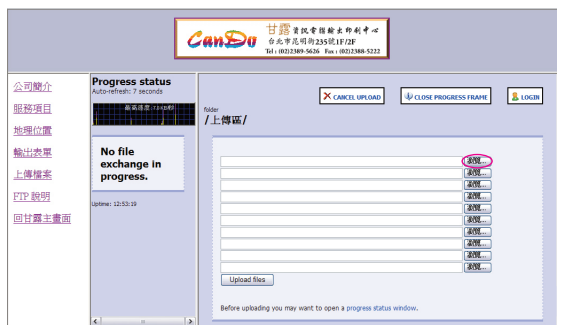 CanDo
甘露資訊電腦輸出印刷中心
台北市昆明街235號1F/2F
Tel : (02)2389-5626 Fax : (02)2388-5222
公司簡介
服務項目
地理位置
輸出表單
上傳檔案
FTP 說明
回甘露主畫面
Progress status
Auto-refresh: 7 seconds
最高速度:
No file
exchange in
progress.
Uptime: 12:53:19
CANCEL UPLOAD
CLOSE PROGRESS FRAME
LOGIN
folder
/上傳區/
瀏覽...
瀏覽...
瀏覽...
瀏覽...
瀏覽...
瀏覽...
瀏覽...
瀏覽...
瀏覽...
瀏覽...
Upload files
Before uploading you may want to open a progress status window.